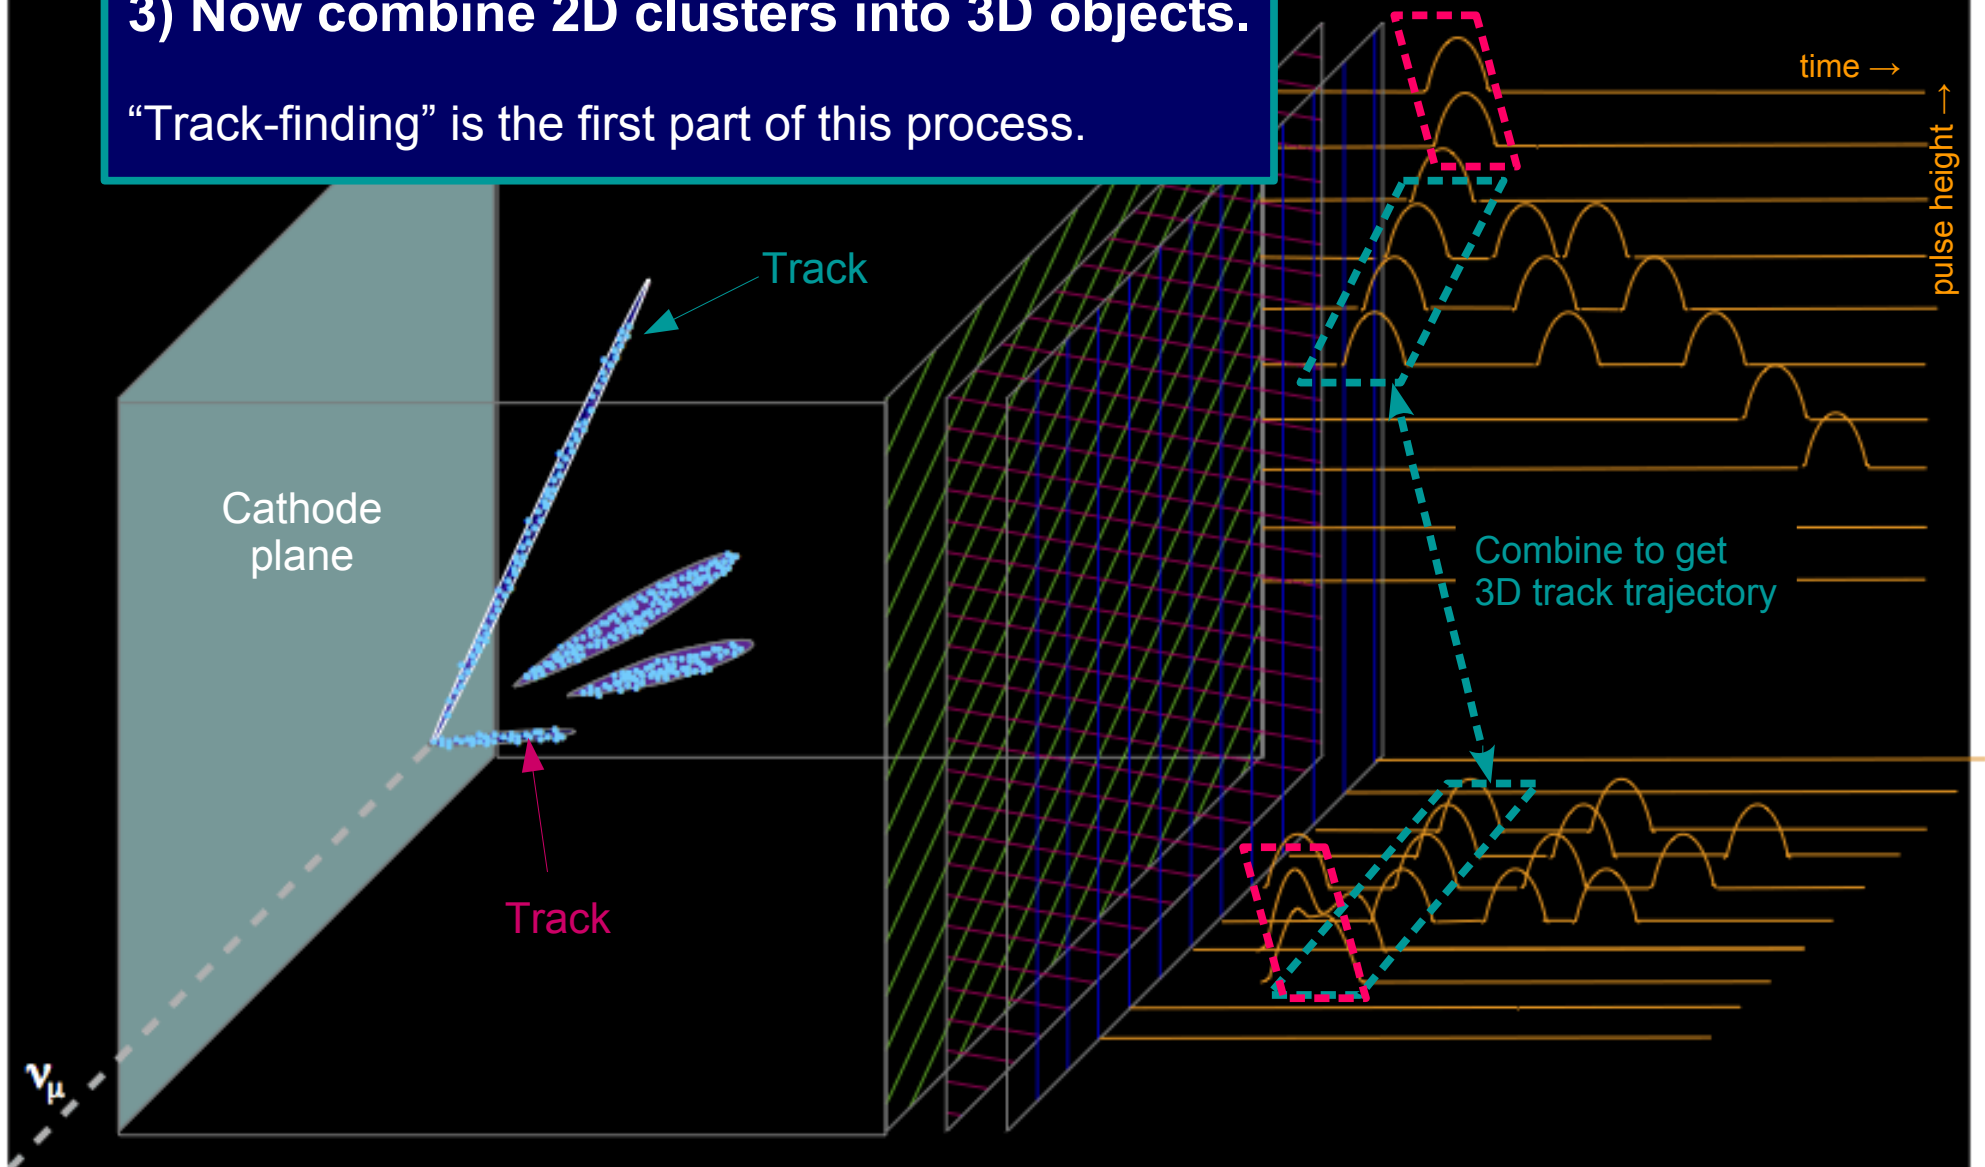 3) Now combine 2D clusters into 3D objects.
“Track-finding” is the first part of this process.
time →
pulse height →
Track
Cathode
plane
Combine to get
3D track trajectory
Track
νμ